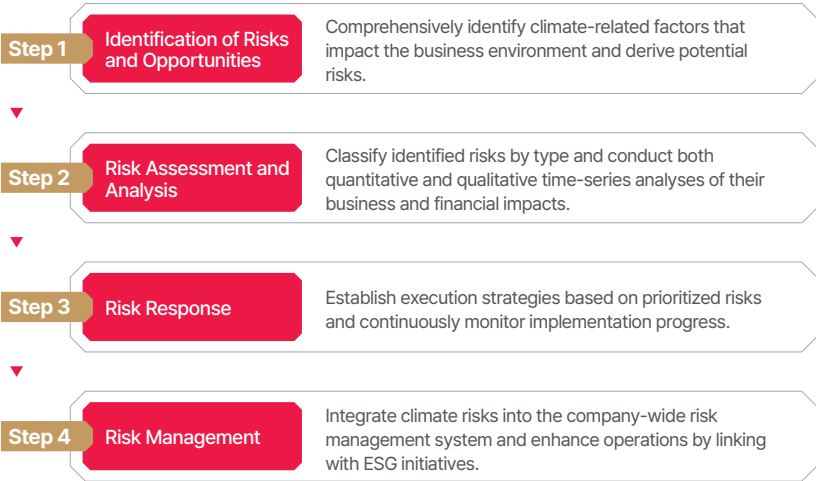 Step 1
Identification of Risks
and Opportunities
Comprehensively identify climate-related factors that
impact the business environment and derive potential
risks.
Step 2
Risk Assessment and
Analysis
Classify identified risks by type and conduct both
quantitative and qualitative time-series analyses of their
business and financial impacts.
Step 3
Risk Response
Establish execution strategies based on prioritized risks
and continuously monitor implementation progress.
Step 4
Risk Management
Integrate climate risks into the company-wide risk
management system and enhance operations by linking
with ESG initiatives.